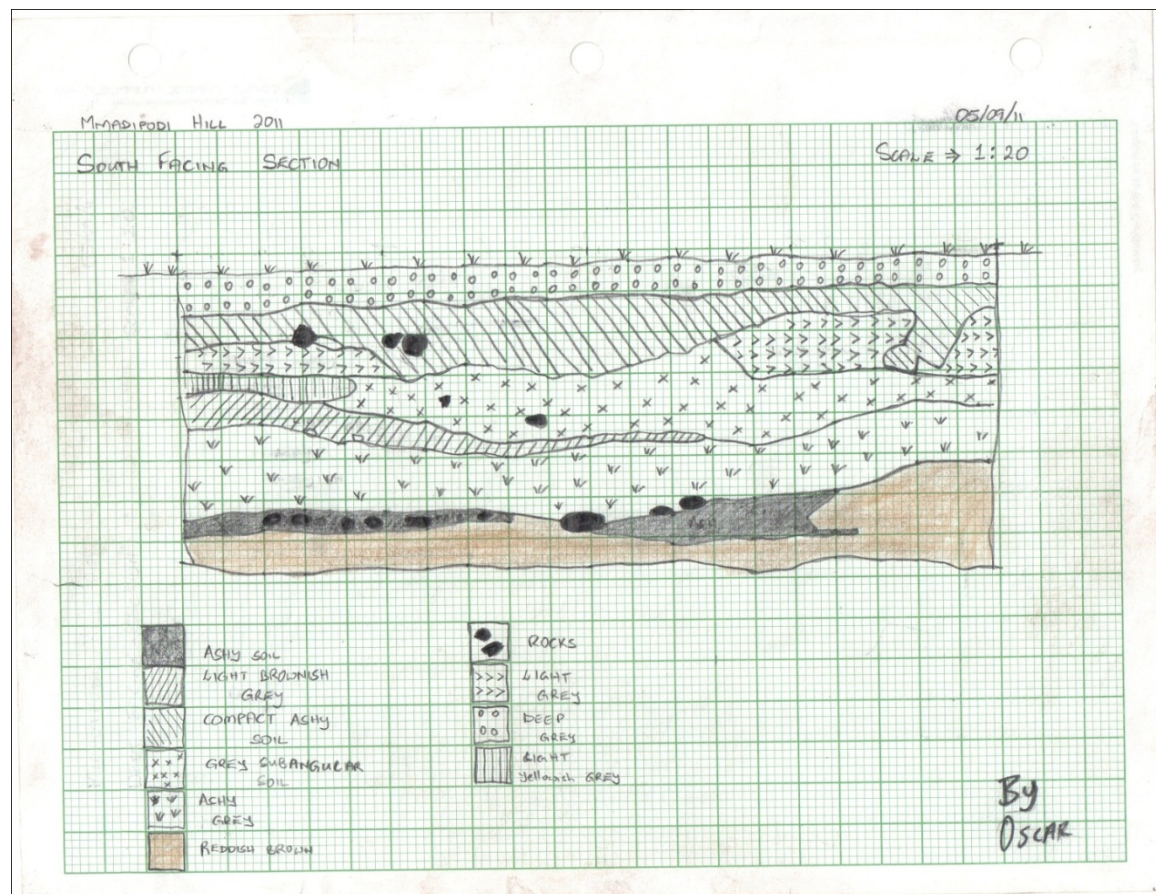 MMADIPODI HILL 2011
05/09/11
SOUTH FACING SECTION
SCALE ⇒ 1:20
ASHY SOIL
LIGHT BROWNISH
GREY
COMPACT ASHY
SOIL
GREY SUBANGULAR
SOIL
ASHY
GREY
REDDISH BROWN
ROCKS
LIGHT
GREY
DEEP
GREY
LIGHT
Yellowish GREY
By
OSCAR